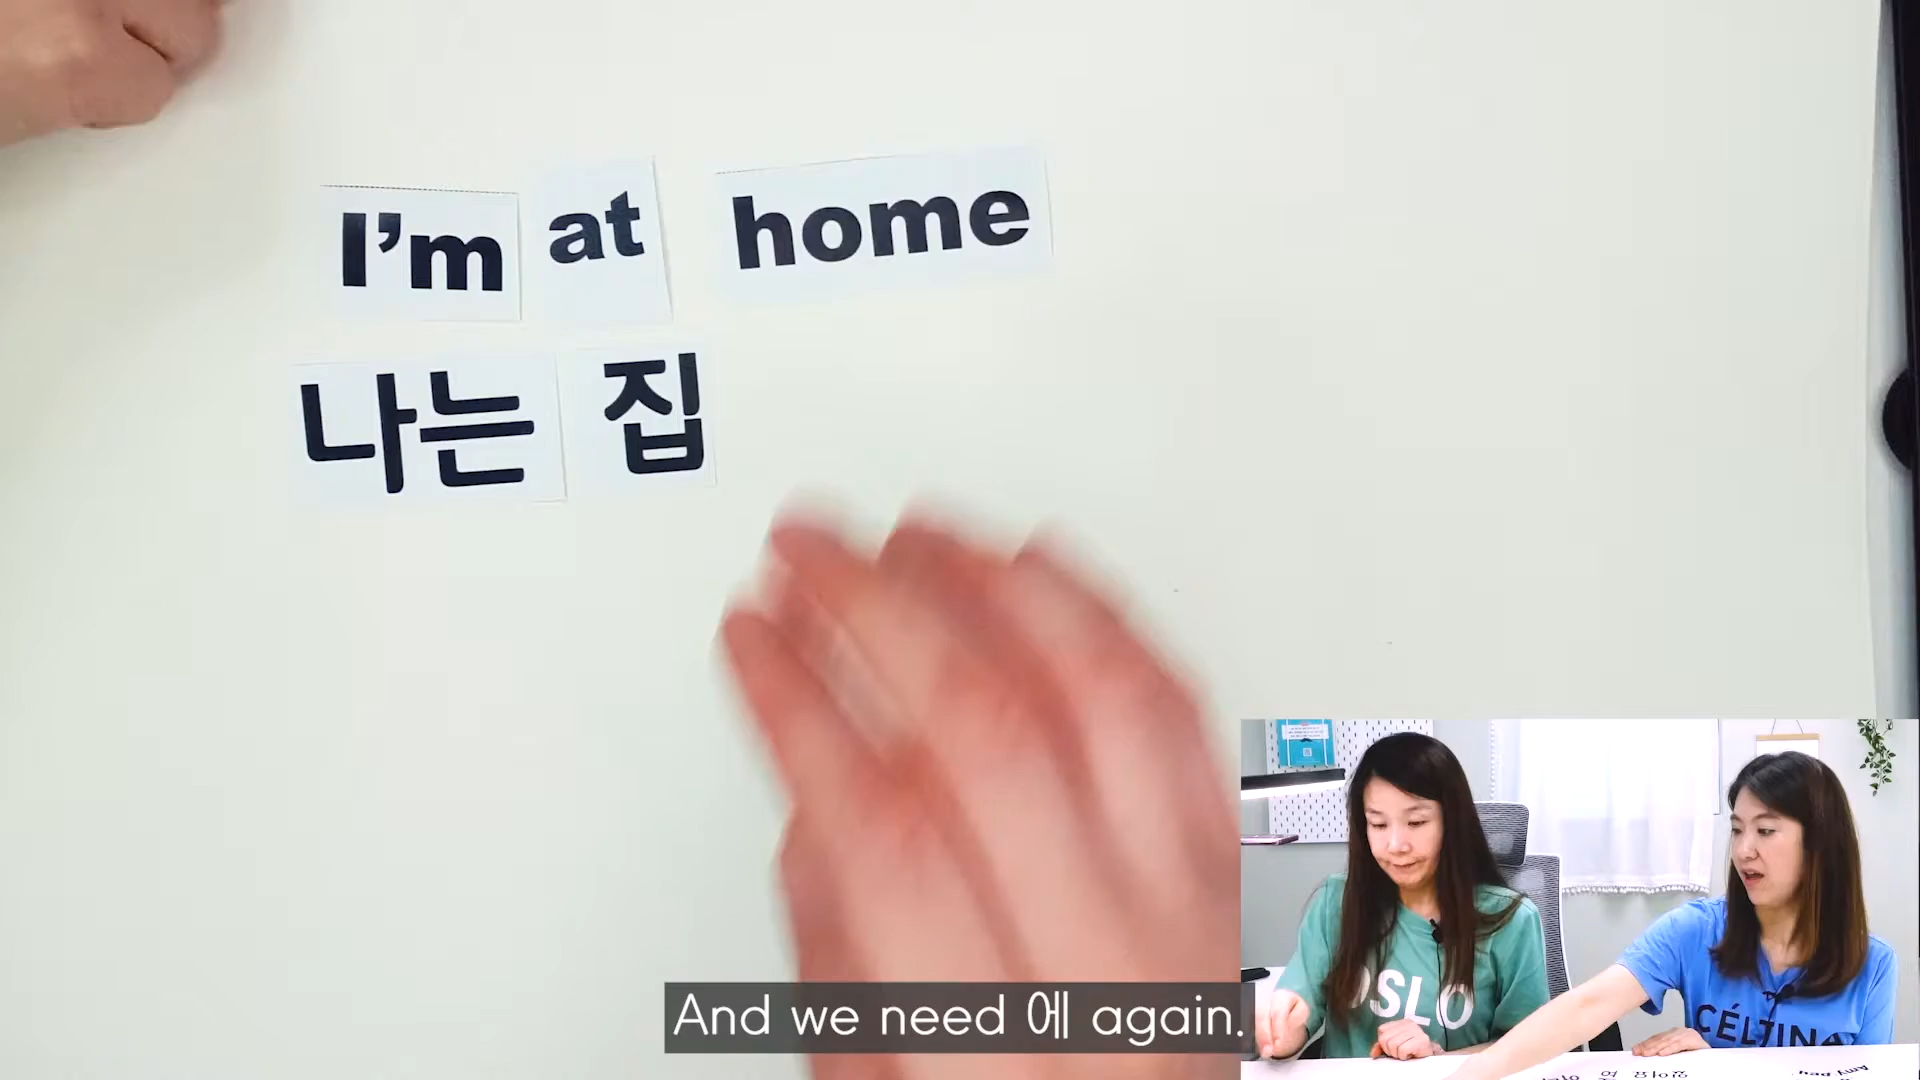 I'm at home
나는 집
And we need 에 again.
OSLO
CÉLTINA